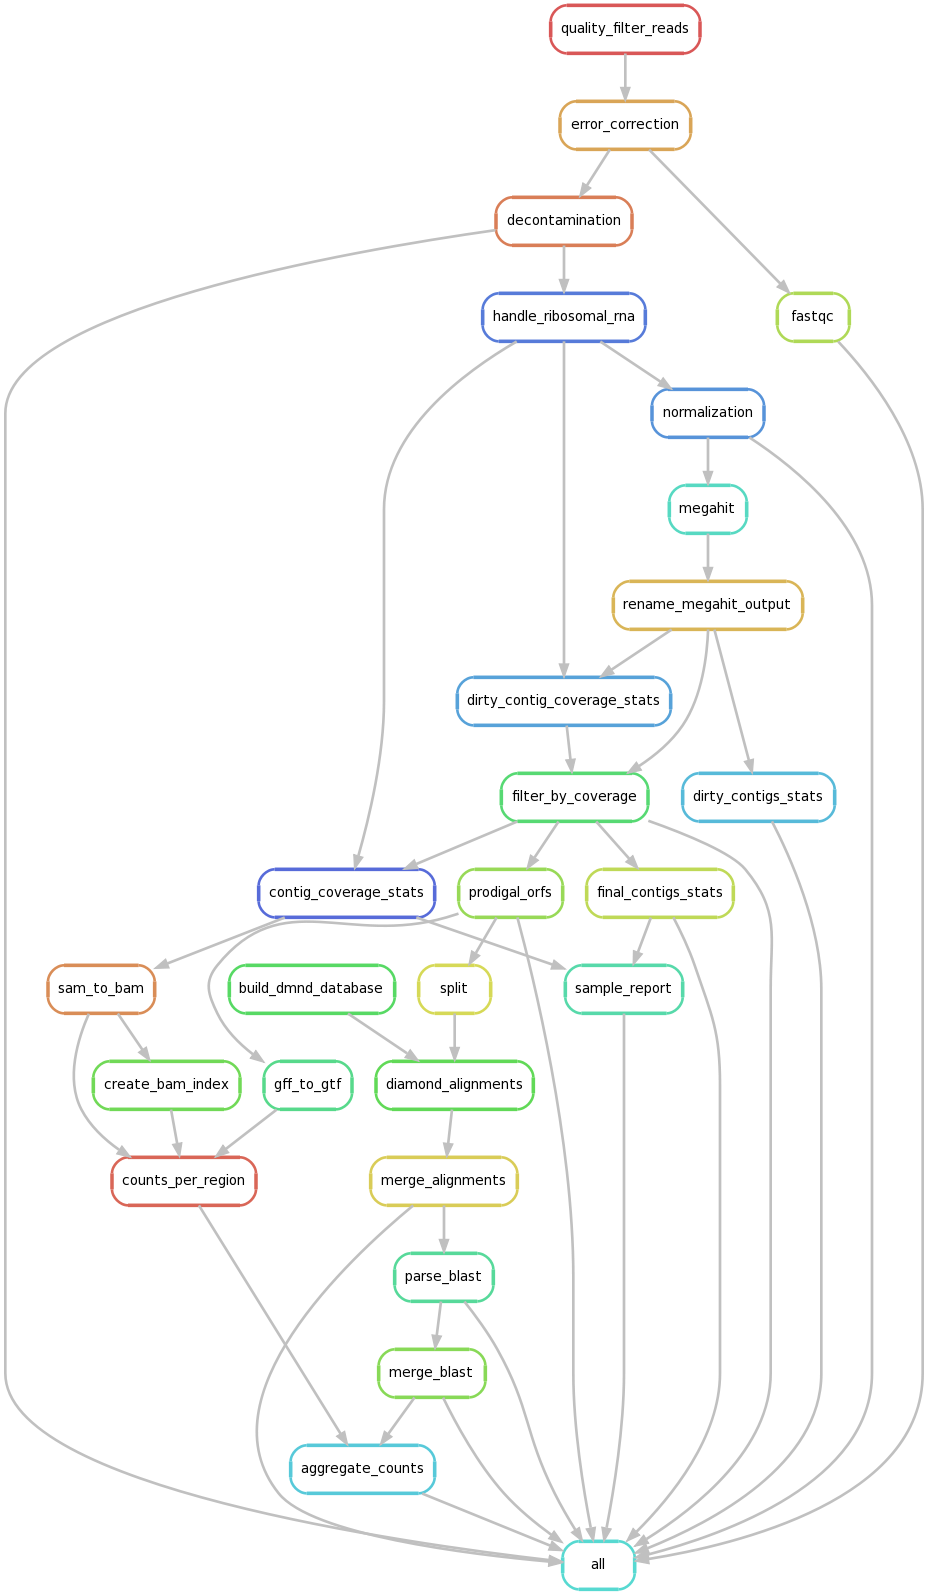 quality_filter_reads
error_correction
decontamination
handle_ribosomal_rna
fastqc
normalization
megahit
rename_megahit_output
dirty_contig_coverage_stats
filter_by_coverage
dirty_contigs_stats
contig_coverage_stats
prodigal_orfs
final_contigs_stats
sam_to_bam
build_dmnd_database
split
sample_report
create_bam_index
gff_to_gtf
diamond_alignments
counts_per_region
merge_alignments
parse_blast
merge_blast
aggregate_counts
all